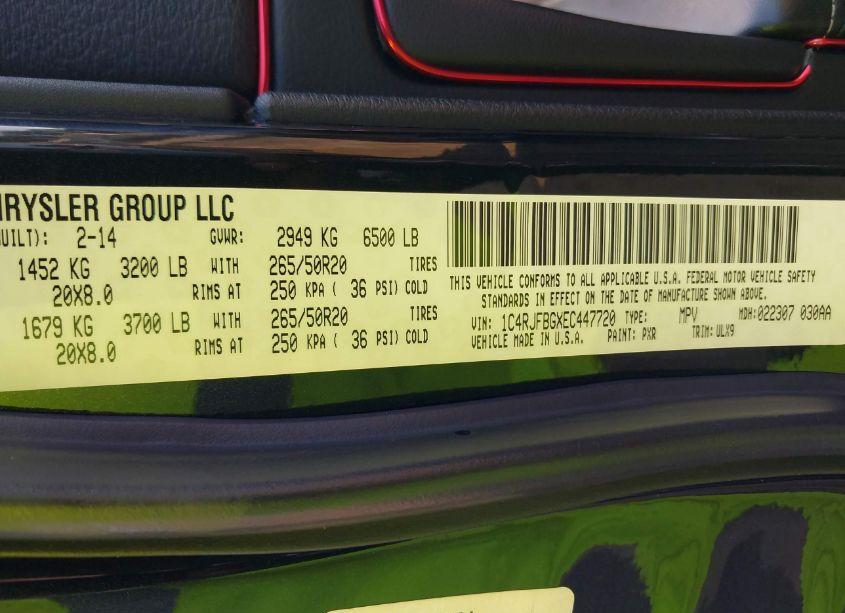 HRYSLER GROUP LLC
BUILT): 2-14 GVWR: 2949 KG 6500 LB
1452 KG 3200 LB WITH 265/50R20 TIRES
20X8.0 RIMS AT 250 KPA ( 36 PSI) COLD
1679 KG 3700 LB WITH 265/50R20 TIRES
20X8.0 RIMS AT 250 KPA ( 36 PSI) COLD
THIS VEHICLE CONFORMS TO ALL APPLICABLE U.S.A. FEDERAL MOTOR VEHICLE SAFETY
STANDARDS IN EFFECT ON THE DATE OF MANUFACTURE SHOWN ABOVE.
VIN: 1C4RJFBGXEC447720 TYPE: MPV MDH: 022307 030AA
VEHICLE MADE IN U.S.A. PAINT: PXR TRIM: ULX9